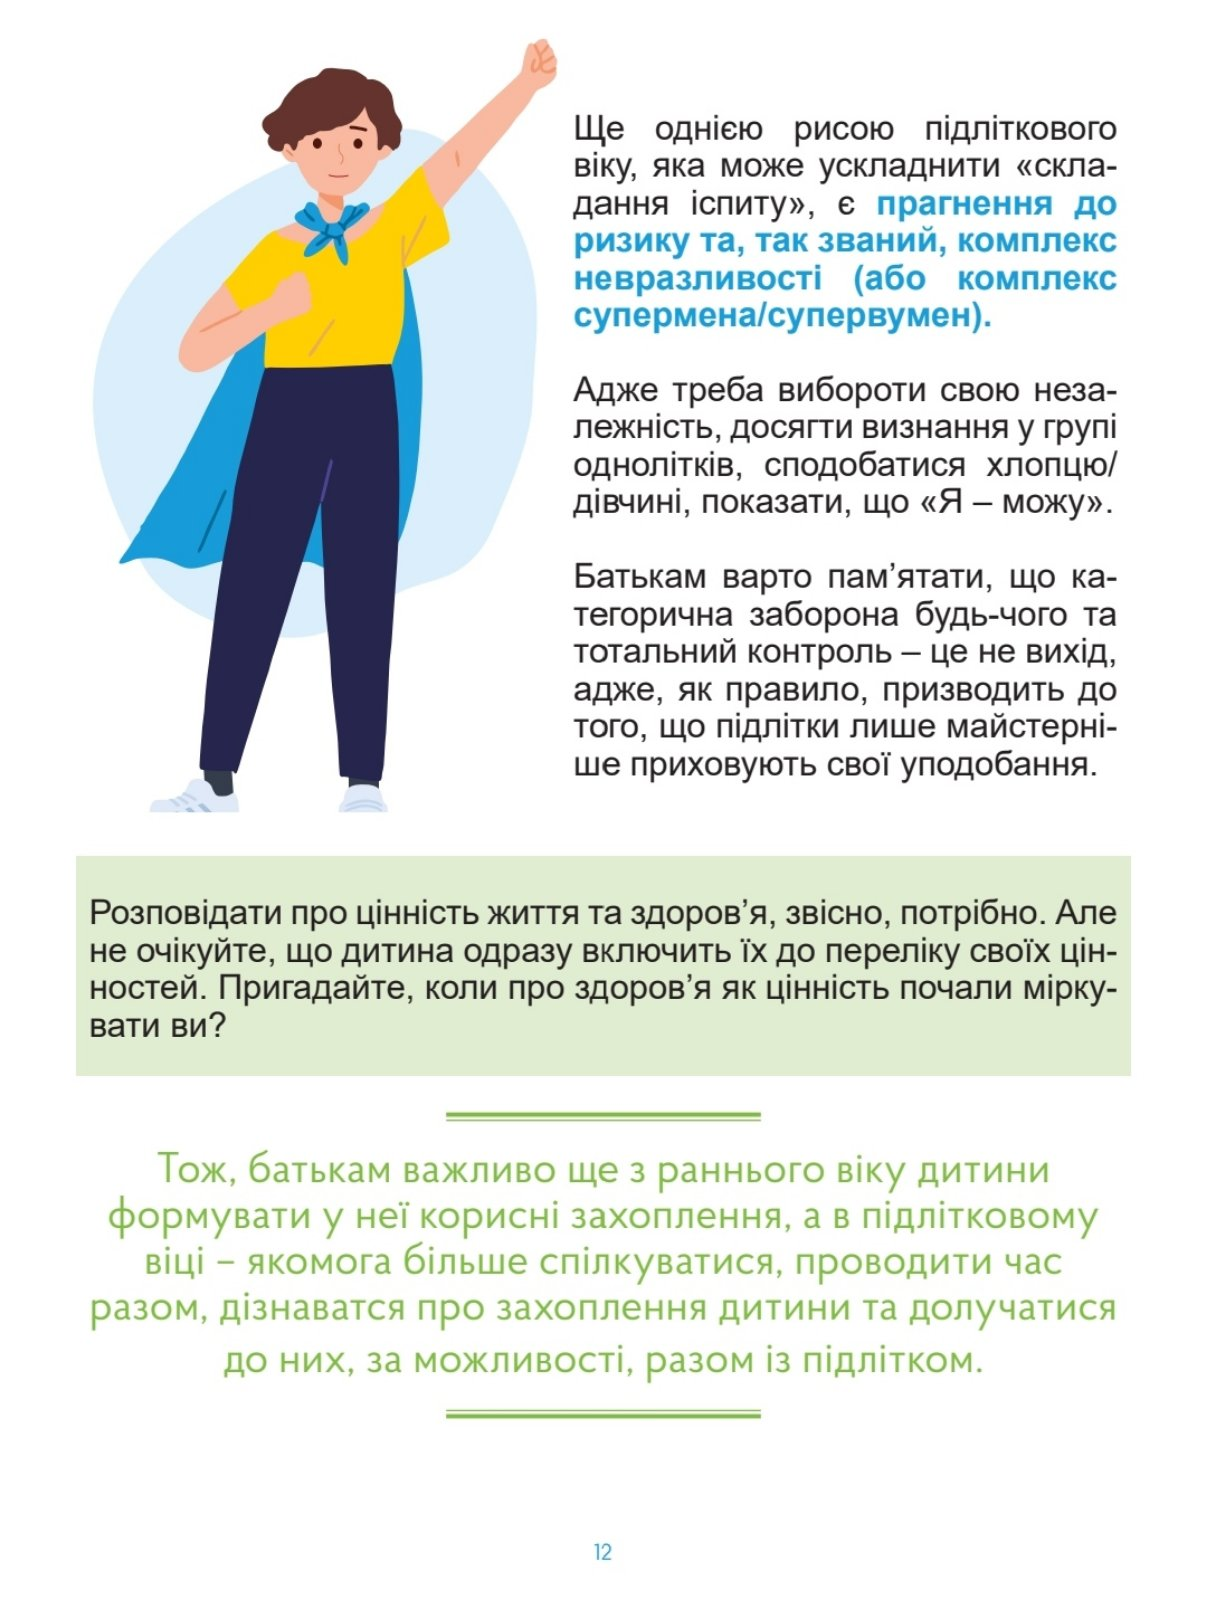 Ще однією рисою підліткового
віку, яка може ускладнити «скла-
дання іспиту», є прагнення до
ризику та, так званий, комплекс
невразливості (або комплекс
супермена/супервумен).
Адже треба вибороти свою неза-
лежність, досягти визнання у групі
однолітків, сподобатися хлопцю/
дівчині, показати, що «Я – можу».
Батькам варто пам’ятати, що ка-
тегорична заборона будь-чого та
тотальний контроль – це не вихід,
адже, як правило, призводить до
того, що підлітки лише майстерні-
ше приховують свої уподобання.
Розповідати про цінність життя та здоров’я, звісно, потрібно. Але
не очікуйте, що дитина одразу включить їх до переліку своїх цін-
ностей. Пригадайте, коли про здоров’я як цінність почали мірку-
вати ви?
Тож, батькам важливо ще з раннього віку дитини
формувати у неї корисні захоплення, а в підлітковому
віці – якомога більше спілкуватися, проводити час
разом, дізнаватся про захоплення дитини та долучатися
до них, за можливості, разом із підлітком.
12